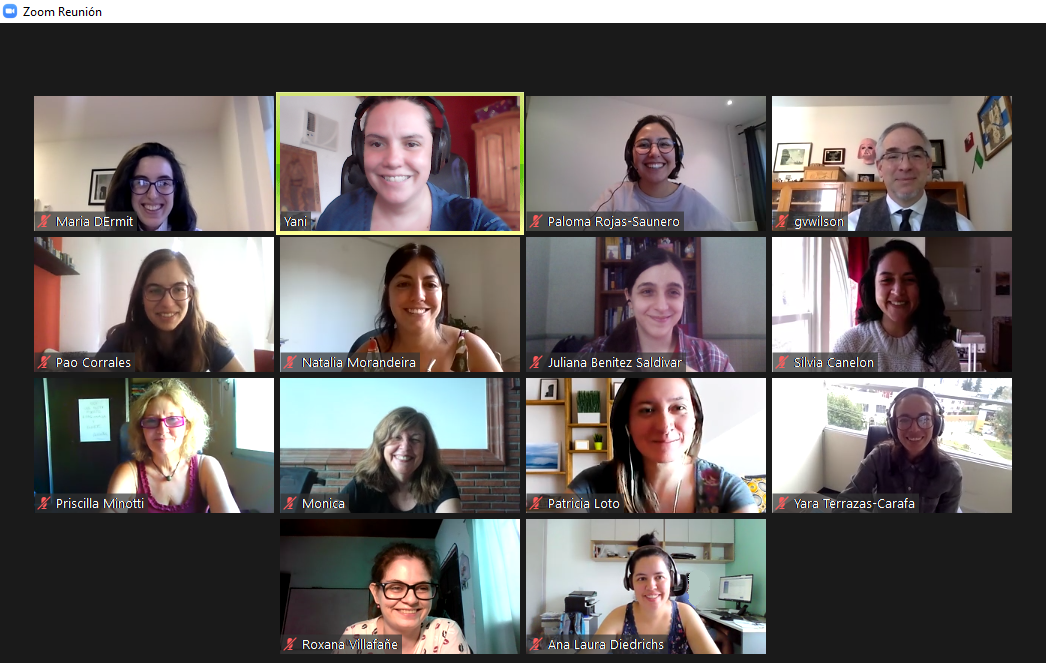 Zoom Reunión
Maria DErmit
Yani
Paloma Rojas-Saunero
gvwilson
Pao Corrales
Natalia Morandeira
Juliana Benitez Saldivar
Silvia Canelon
Priscilla Minotti
Monica
Patricia Loto
Yara Terrazas-Carafa
Roxana Villafañe
Ana Laura Diedrichs